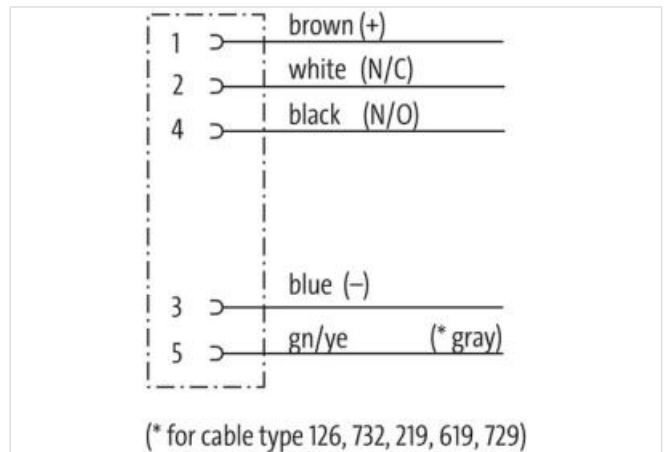 1 brown (+)
2 white (N/C)
4 black (N/O)
3 blue (–)
5 gn/ye (* gray)
(* for cable type 126, 732, 219, 619, 729)